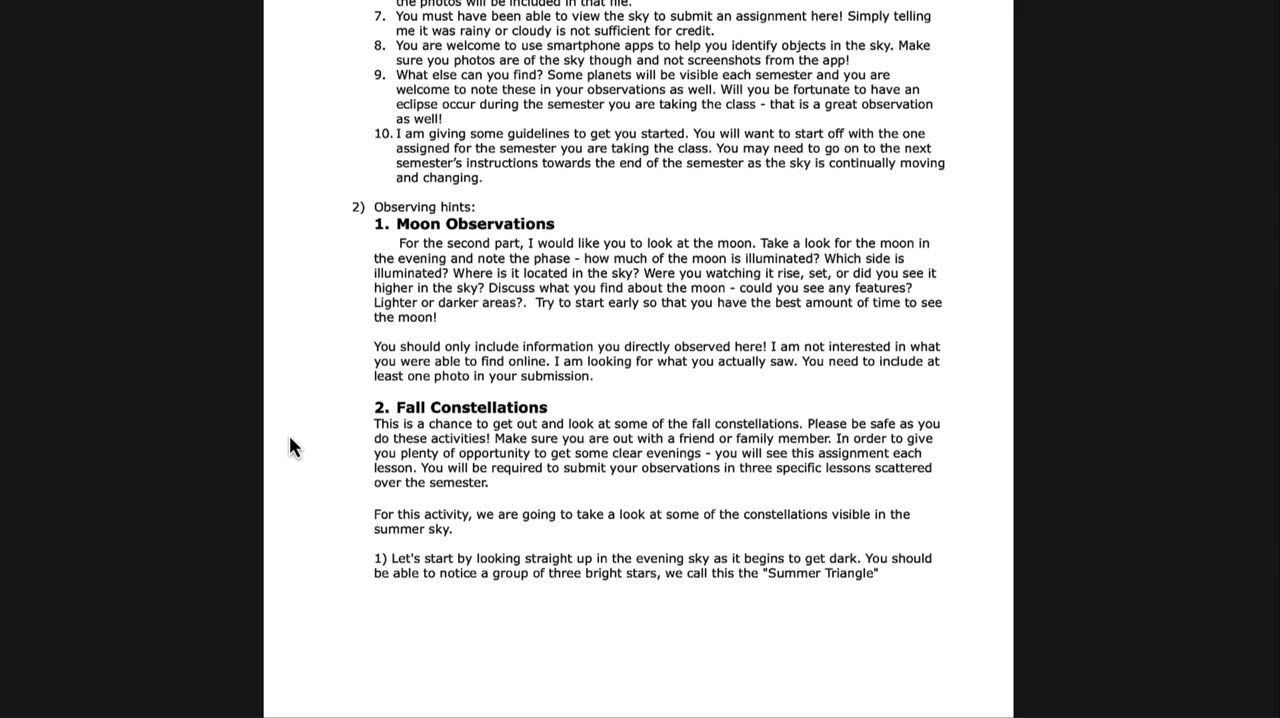 the photos will be included in that file.
7. You must have been able to view the sky to submit an assignment here! Simply telling
me it was rainy or cloudy is not sufficient for credit.
8. You are welcome to use smartphone apps to help you identify objects in the sky. Make
sure you photos are of the sky though and not screenshots from the app!
9. What else can you find? Some planets will be visible each semester and you are
welcome to note these in your observations as well. Will you be fortunate to have an
eclipse occur during the semester you are taking the class - that is a great observation
as well!
10. I am giving some guidelines to get you started. You will want to start off with the one
assigned for the semester you are taking the class. You may need to go on to the next
semester's instructions towards the end of the semester as the sky is continually moving
and changing.
2) Observing hints:
1. Moon Observations
For the second part, I would like you to look at the moon. Take a look for the moon in
the evening and note the phase - how much of the moon is illuminated? Which side is
illuminated? Where is it located in the sky? Were you watching it rise, set, or did you see it
higher in the sky? Discuss what you find about the moon - could you see any features?
Lighter or darker areas?. Try to start early so that you have the best amount of time to see
the moon!
You should only include information you directly observed here! I am not interested in what
you were able to find online. I am looking for what you actually saw. You need to include at
least one photo in your submission.
2. Fall Constellations
This is a chance to get out and look at some of the fall constellations. Please be safe as you
do these activities! Make sure you are out with a friend or family member. In order to give
you plenty of opportunity to get some clear evenings - you will see this assignment each
lesson. You will be required to submit your observations in three specific lessons scattered
over the semester.
For this activity, we are going to take a look at some of the constellations visible in the
summer sky.
1) Let's start by looking straight up in the evening sky as it begins to get dark. You should
be able to notice a group of three bright stars, we call this the "Summer Triangle"